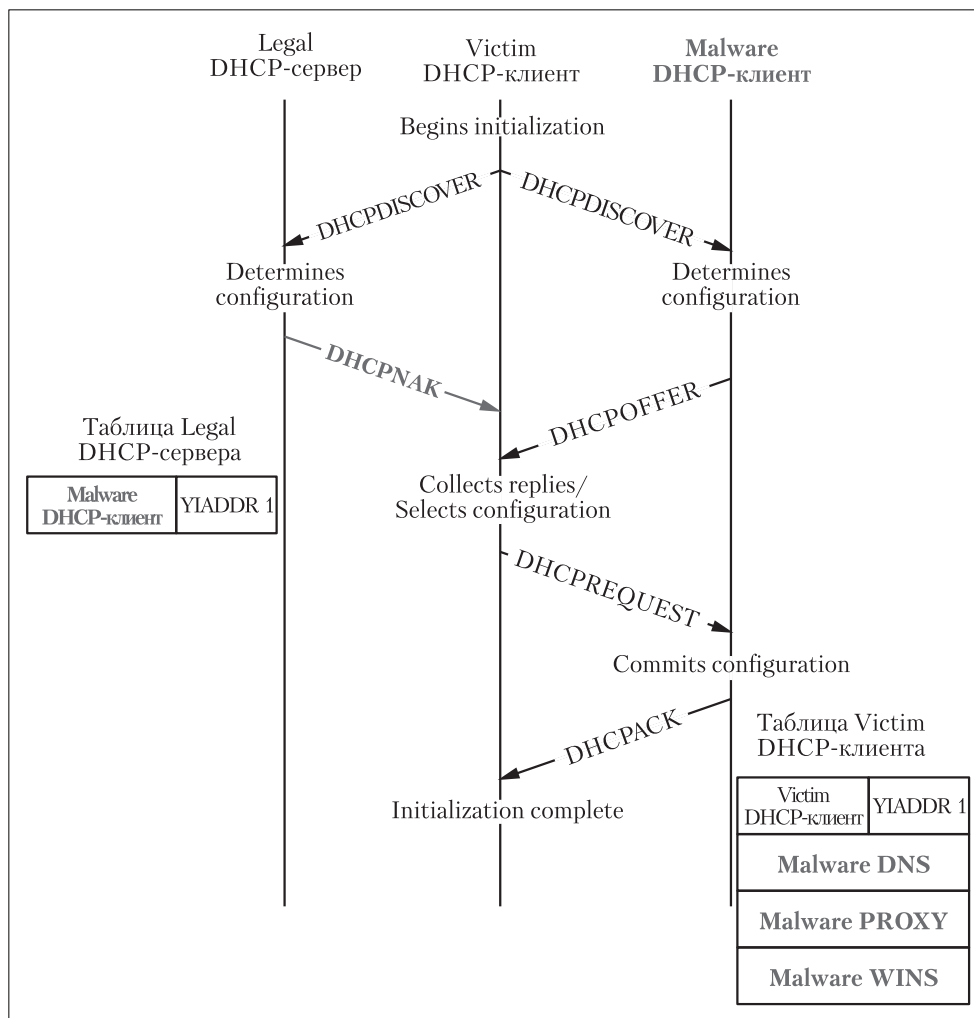 Legal
DHCP-сервер
Victim
DHCP-клиент
Malware
DHCP-клиент
Begins initialization
DHCPDISCOVER
DHCPDISCOVER
Determines
configuration
Determines
configuration
DHCPNAK
DHCPOFFER
Таблица Legal
DHCP-сервера
Malware
DHCP-клиент
YIADDR 1
Collects replies/
Selects configuration
DHCPREQUEST
Commits configuration
DHCPACK
Таблица Victim
DHCP-клиента
Initialization complete
Victim
DHCP-клиент
YIADDR 1
Malware DNS
Malware PROXY
Malware WINS